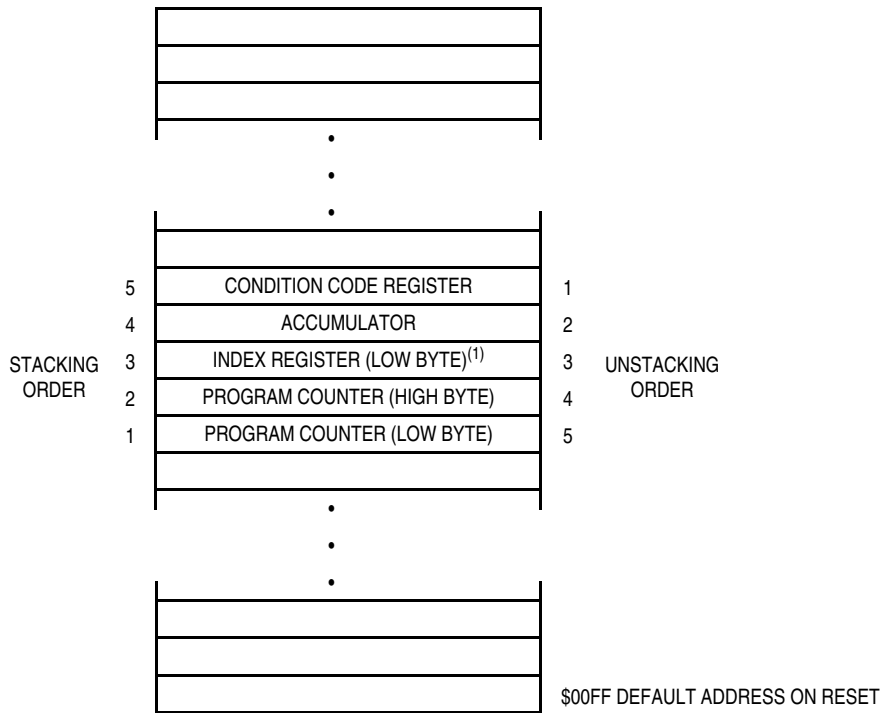 5 CONDITION CODE REGISTER 1
4 ACCUMULATOR 2
STACKING ORDER
3 INDEX REGISTER (LOW BYTE)(1) 3
UNSTACKING ORDER
2 PROGRAM COUNTER (HIGH BYTE) 4
1 PROGRAM COUNTER (LOW BYTE) 5
$00FF DEFAULT ADDRESS ON RESET